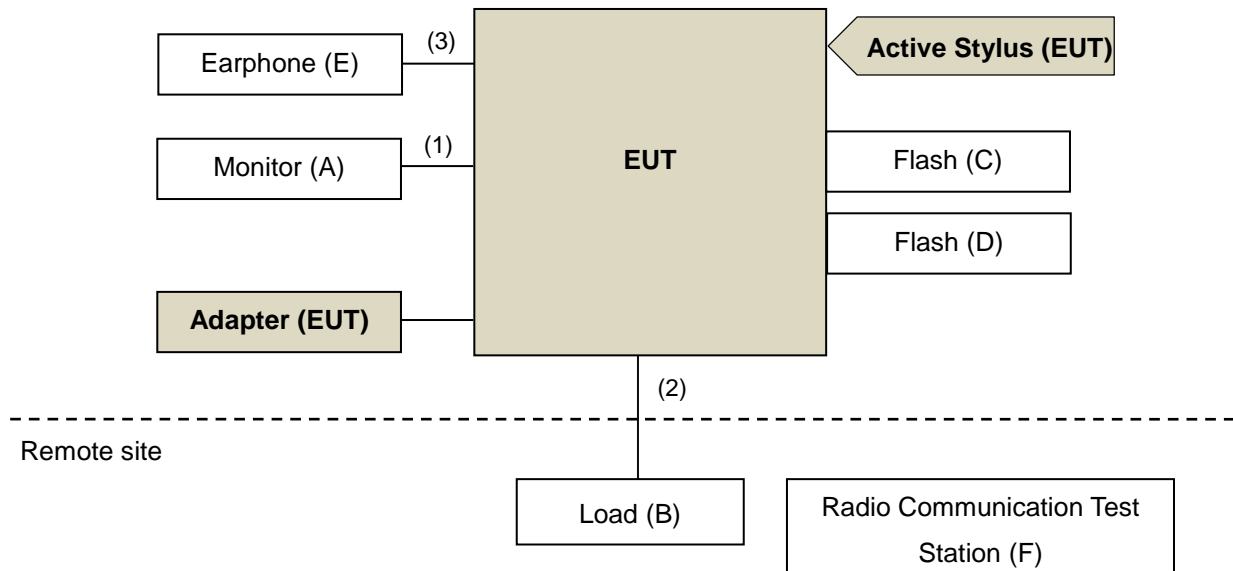 (3)
Earphone (E)
Active Stylus (EUT)
(1)
Monitor (A)
EUT
Flash (C)
Flash (D)
Adapter (EUT)
(2)
Remote site
Load (B)
Radio Communication Test
Station (F)